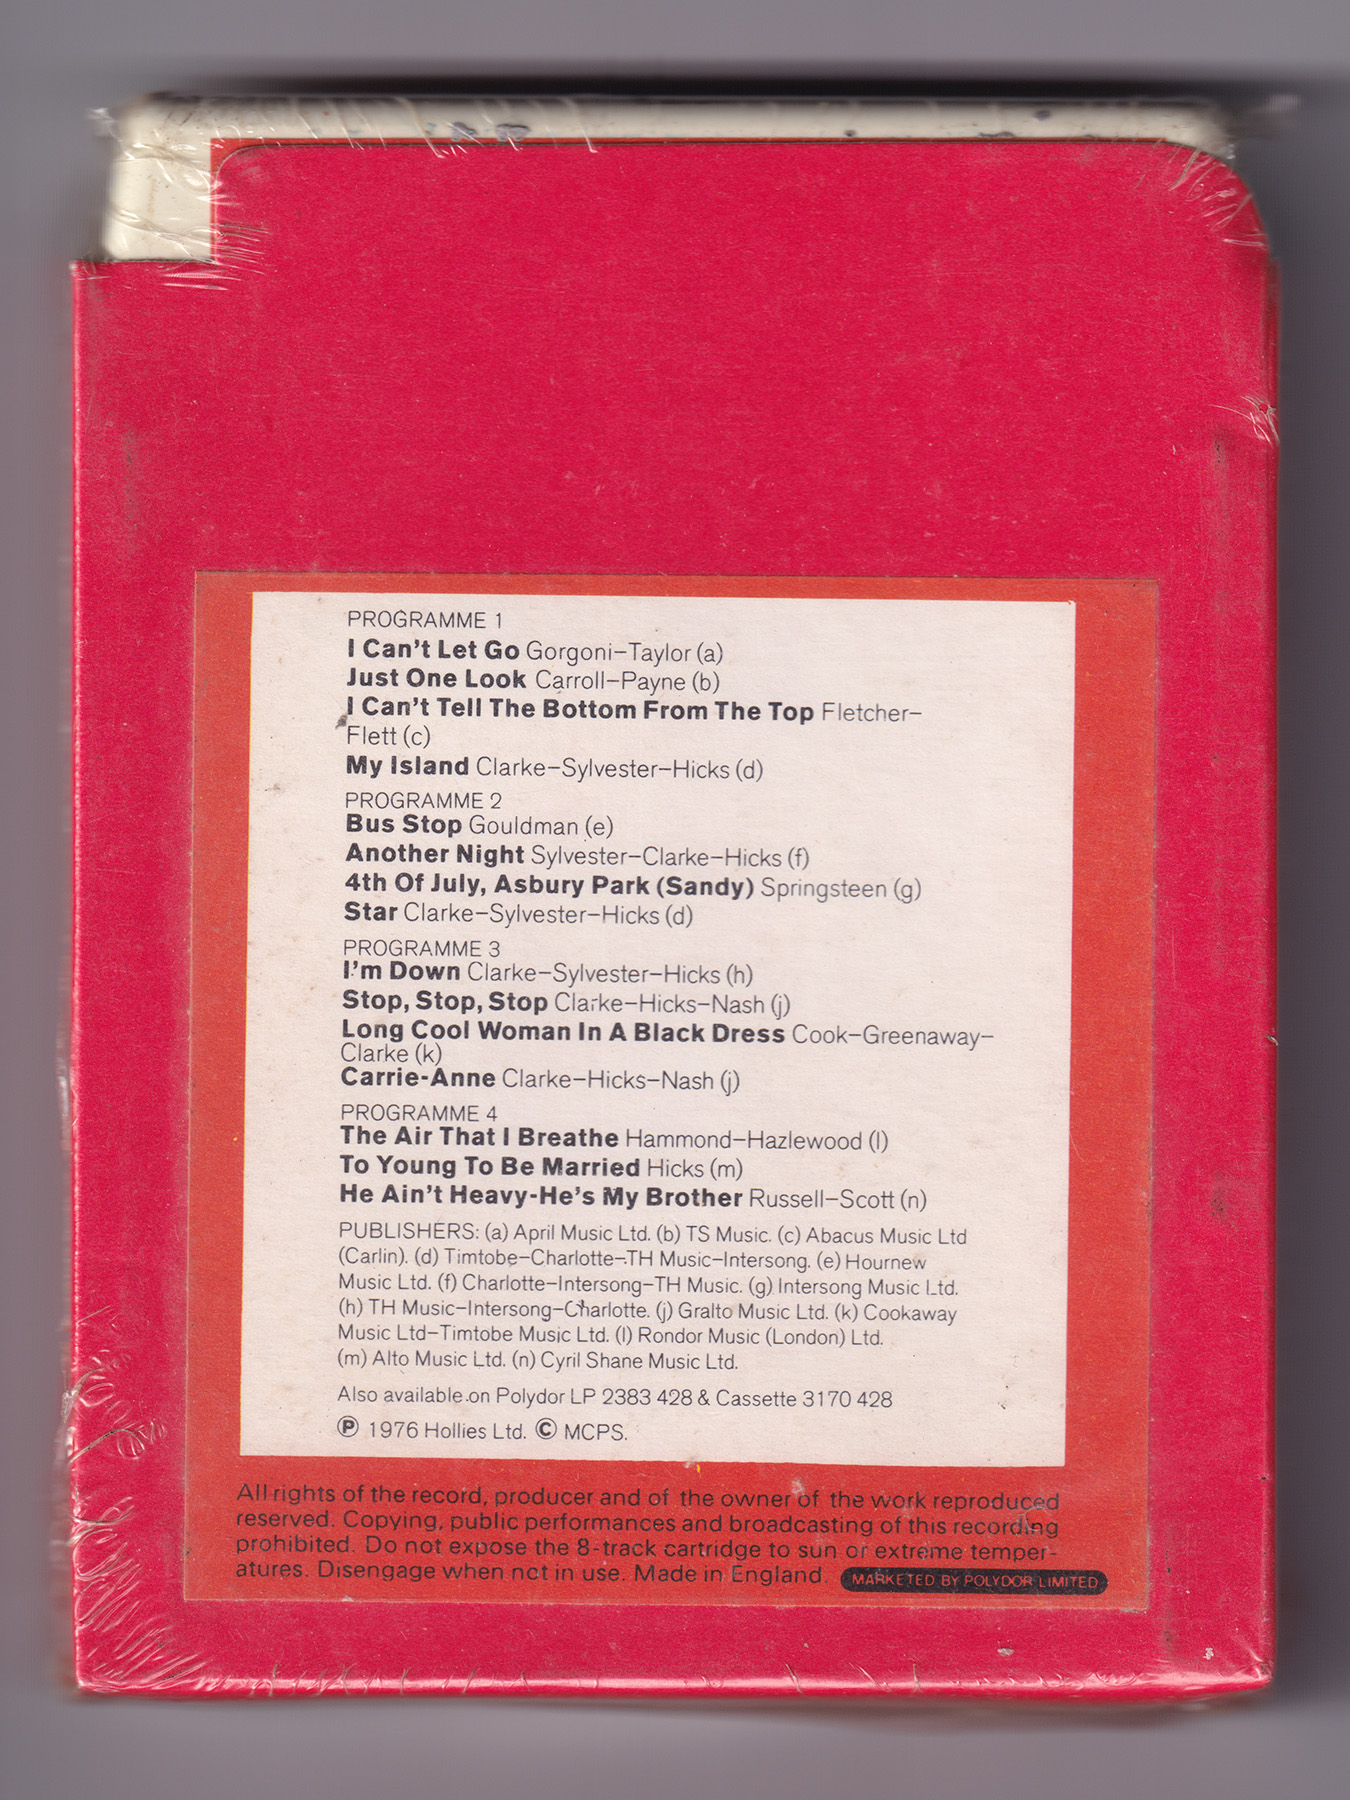 PROGRAMME 1
I Can't Let Go Gorgoni–Taylor (a)
Just One Look Carroll–Payne (b)
I Can't Tell The Bottom From The Top Fletcher–
Flett (c)
My Island Clarke–Sylvester–Hicks (d)
PROGRAMME 2
Bus Stop Gouldman (e)
Another Night Sylvester–Clarke–Hicks (f)
4th Of July, Asbury Park (Sandy) Springsteen (g)
Star Clarke–Sylvester–Hicks (d)
PROGRAMME 3
I'm Down Clarke–Sylvester–Hicks (h)
Stop, Stop, Stop Clarke–Hicks–Nash (j)
Long Cool Woman In A Black Dress Cook–Greenaway–
Clarke (k)
Carrie-Anne Clarke–Hicks–Nash (j)
PROGRAMME 4
The Air That I Breathe Hammond–Hazlewood (l)
To Young To Be Married Hicks (m)
He Ain't Heavy-He's My Brother Russell–Scott (n)
PUBLISHERS: (a) April Music Ltd. (b) TS Music. (c) Abacus Music Ltd
(Carlin). (d) Timtobe–Charlotte–TH Music–Intersong. (e) Hournew
Music Ltd. (f) Charlotte–Intersong–TH Music. (g) Intersong Music Ltd.
(h) TH Music–Intersong–Charlotte. (j) Gralto Music Ltd. (k) Cookaway
Music Ltd–Timtobe Music Ltd. (l) Rondor Music (London) Ltd.
(m) Alto Music Ltd. (n) Cyril Shane Music Ltd.
Also available on Polydor LP 2383 428 & Cassette 3170 428
℗ 1976 Hollies Ltd. © MCPS.
All rights of the record, producer and of the owner of the work reproduced
reserved. Copying, public performances and broadcasting of this recording
prohibited. Do not expose the 8-track cartridge to sun or extreme temper-
atures. Disengage when not in use. Made in England. MARKETED BY POLYDOR LIMITED